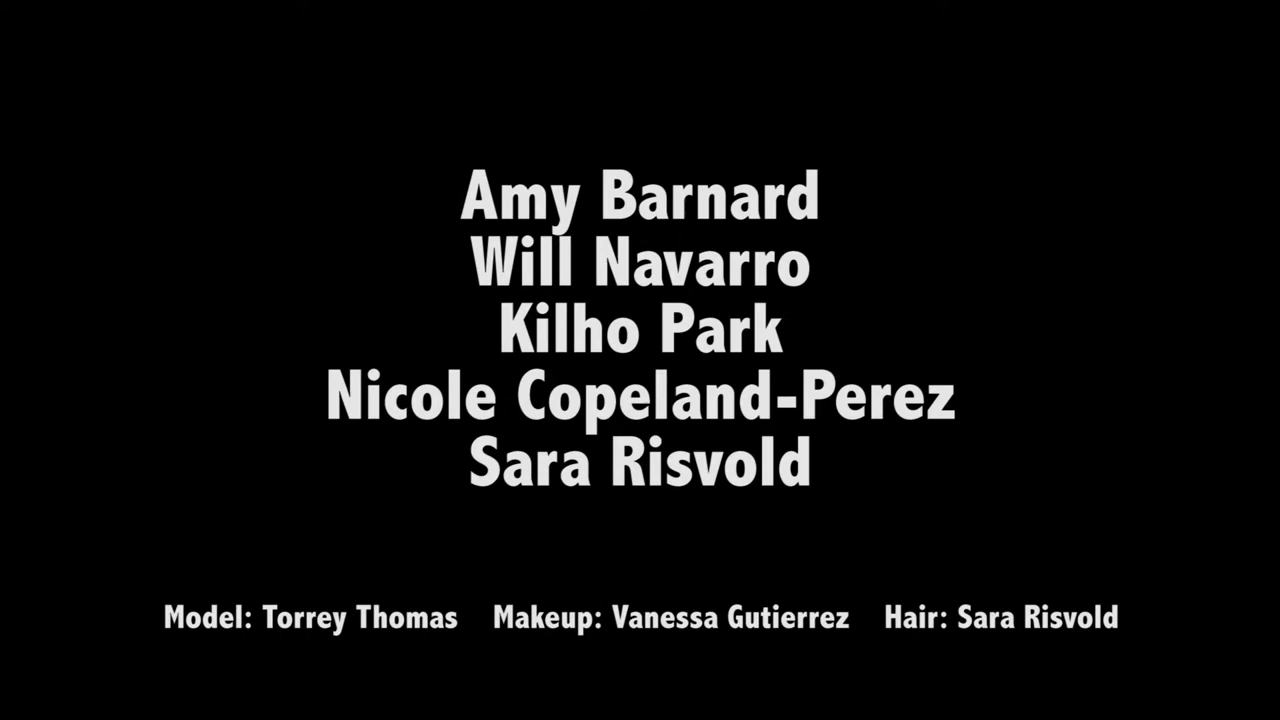 Amy Barnard
Will Navarro
Kilho Park
Nicole Copeland-Perez
Sara Risvold
Model: Torrey Thomas Makeup: Vanessa Gutierrez Hair: Sara Risvold